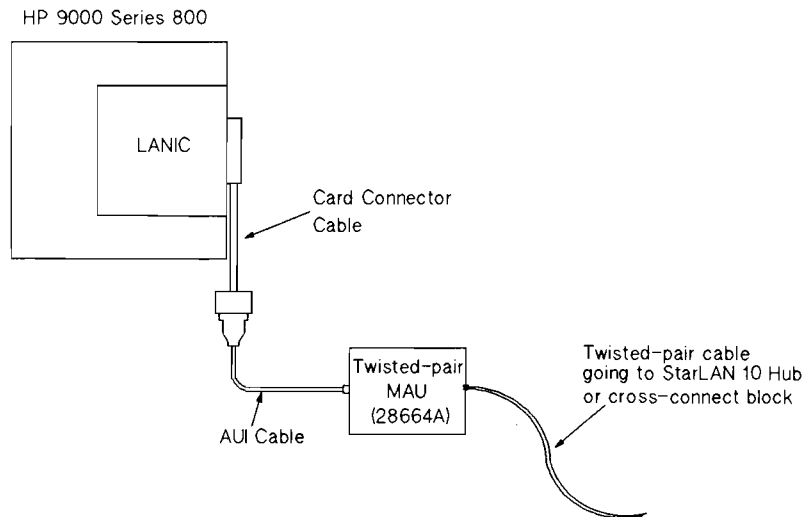 HP 9000 Series 800
LANIC
Card Connector
Cable
Twisted-pair
MAU
(28664A)
Twisted-pair cable
going to StarLAN 10 Hub
or cross-connect block
AUI Cable